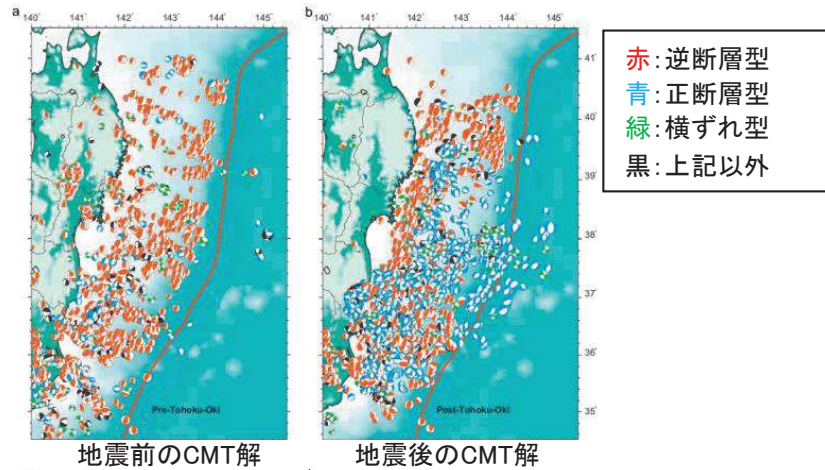 a
140° 141° 142° 143° 144° 145°
Pre-Tohoku-Oki
地震前のCMT解
b
140° 141° 142° 143° 144° 145°
41°
40°
39°
38°
37°
36°
35°
Post-Tohoku-Oki
地震後のCMT解
赤:逆断層型
青:正断層型
緑:横ずれ型
黒:上記以外